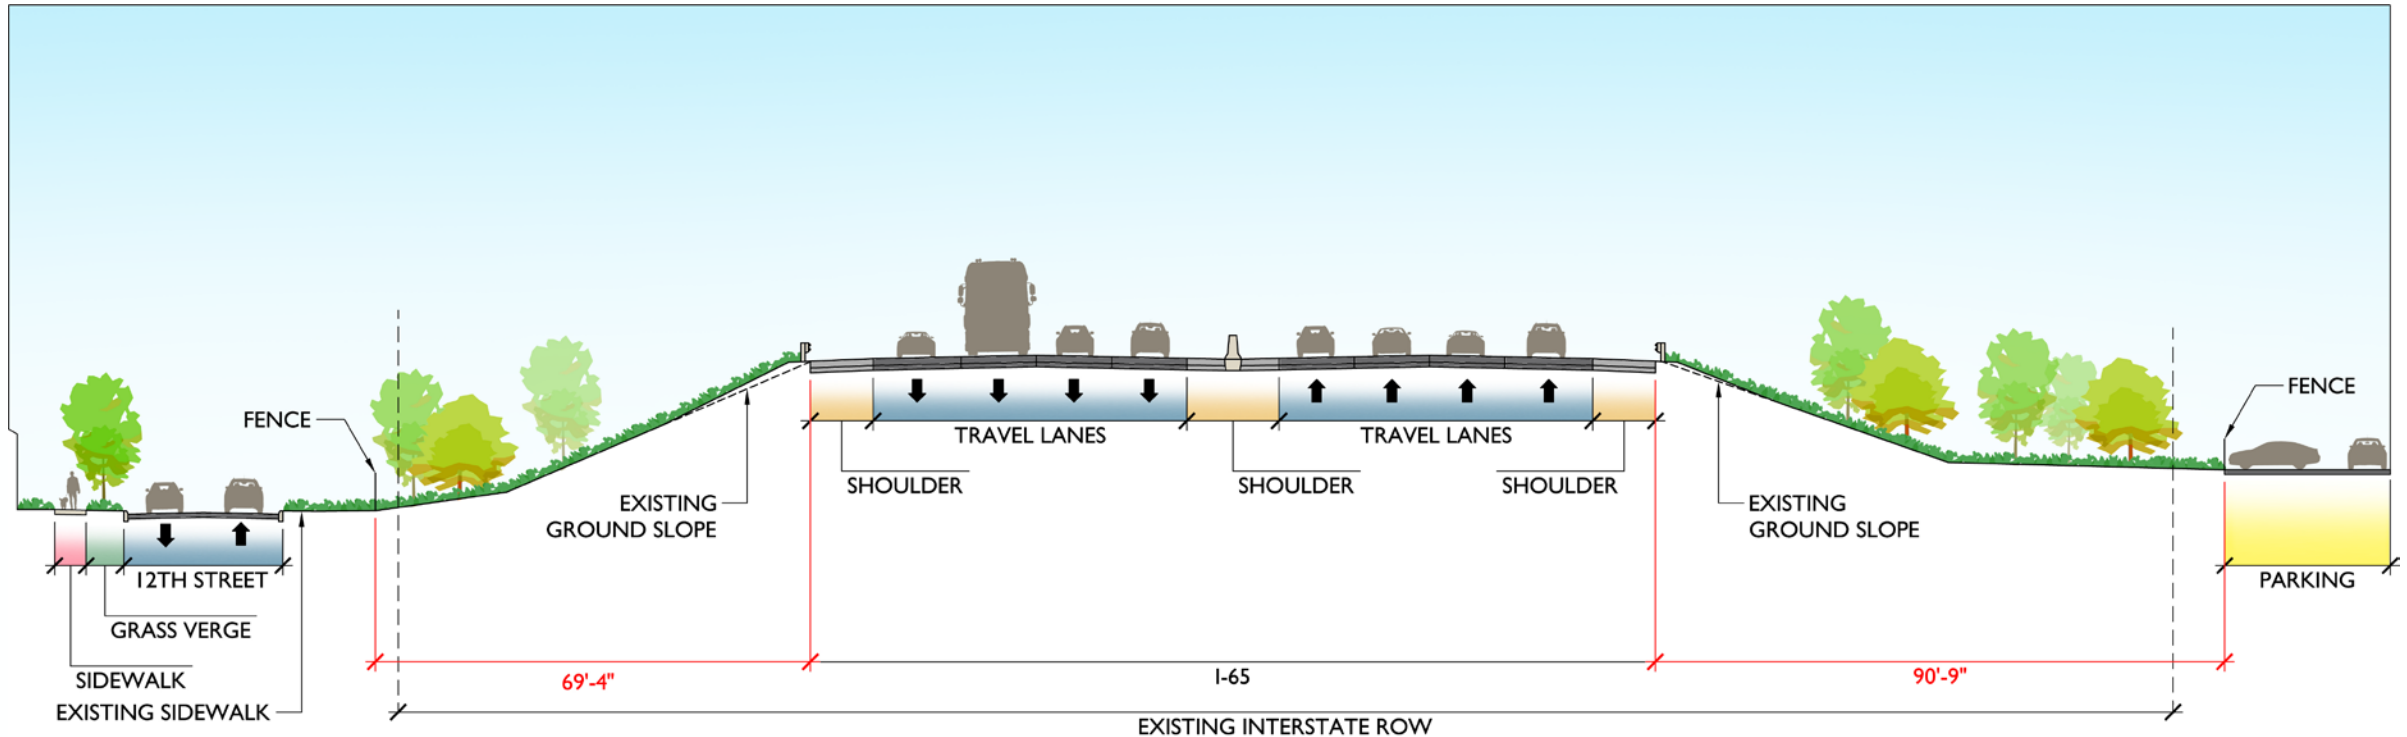 FENCE
EXISTING
GROUND SLOPE
TRAVEL LANES
TRAVEL LANES
SHOULDER
SHOULDER
SHOULDER
EXISTING
GROUND SLOPE
FENCE
12TH STREET
GRASS VERGE
SIDEWALK
EXISTING SIDEWALK
PARKING
69'-4"
I-65
90'-9"
EXISTING INTERSTATE ROW